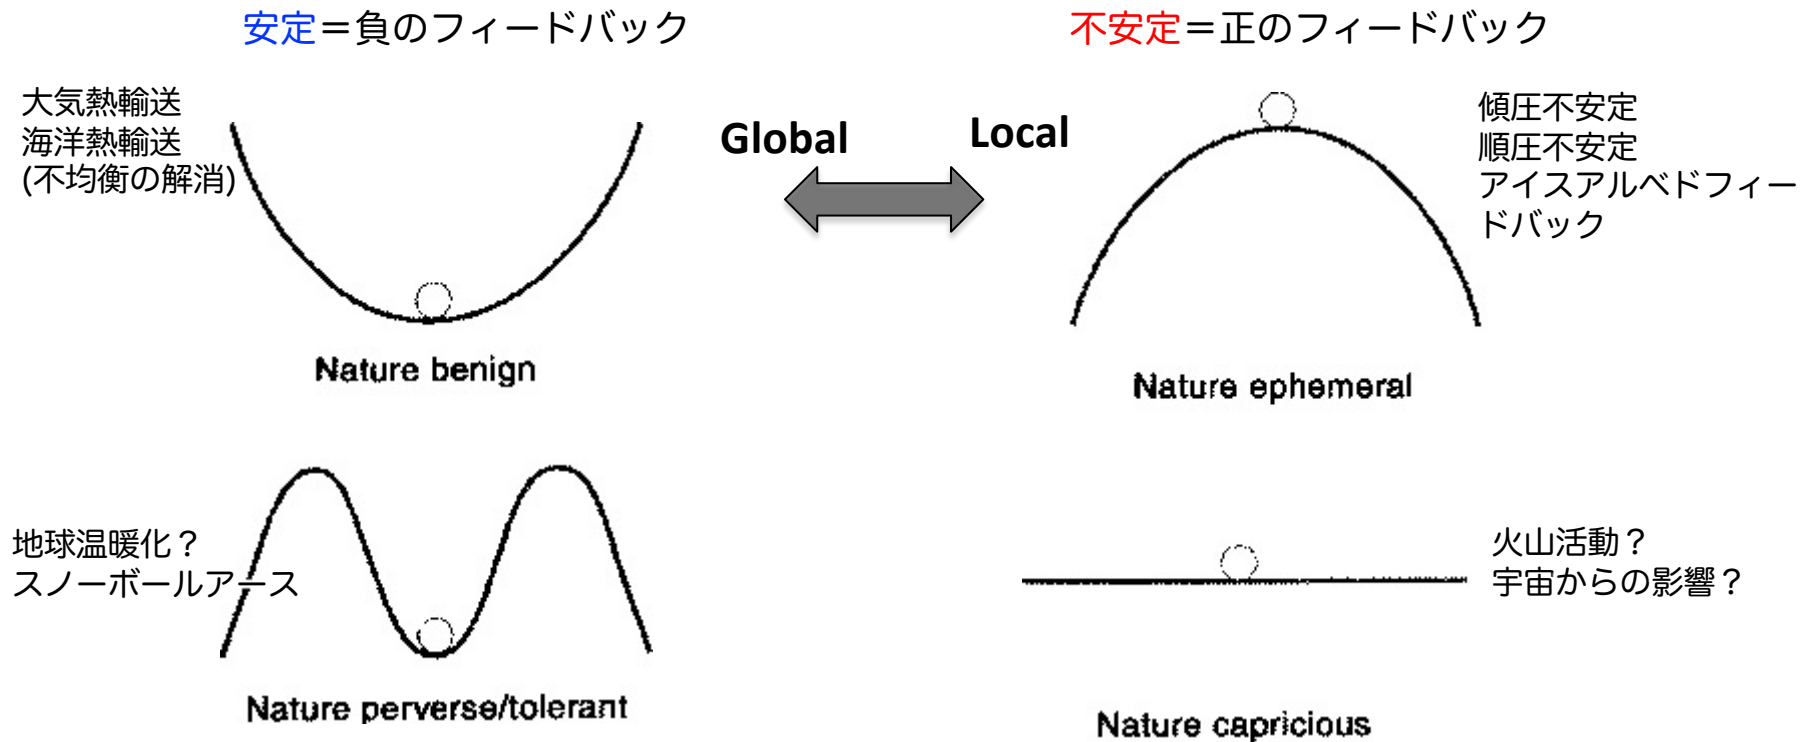 安定＝負のフィードバック
不安定＝正のフィードバック
大気熱輸送
海洋熱輸送
(不均衡の解消)
Global
Local
傾圧不安定
順圧不安定
アイスアルベドフィー
ドバック
Nature benign
Nature ephemeral
地球温暖化？
スノーボールアース
火山活動？
宇宙からの影響？
Nature perverse/tolerant
Nature capricious